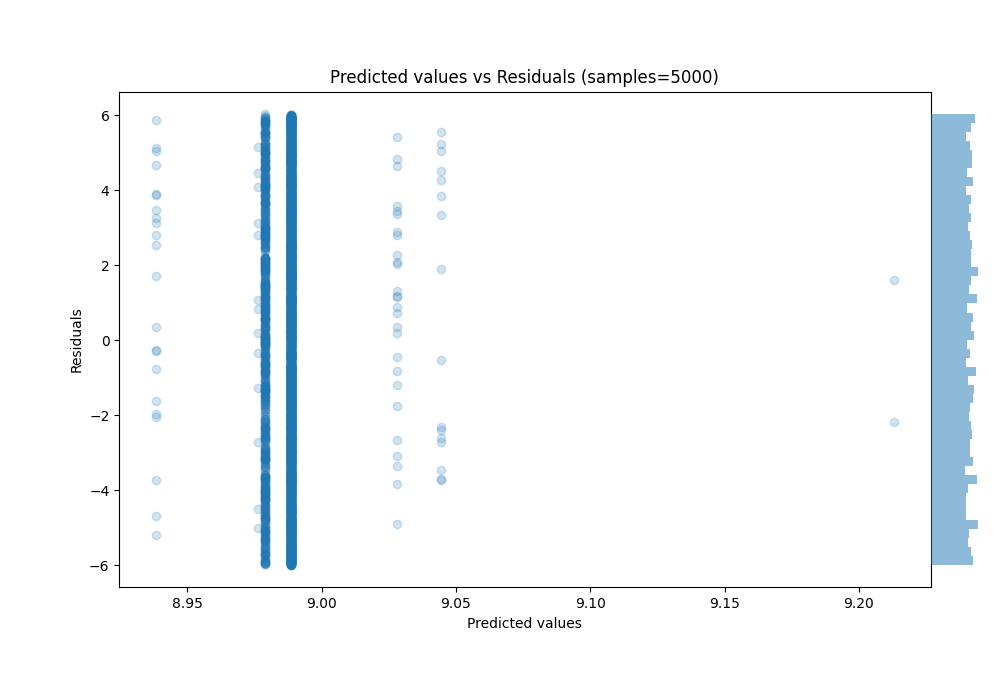 Predicted values vs Residuals (samples=5000)
6
4
2
0
−2
−4
−6
Residuals
8.95 9.00 9.05 9.10 9.15 9.20
Predicted values